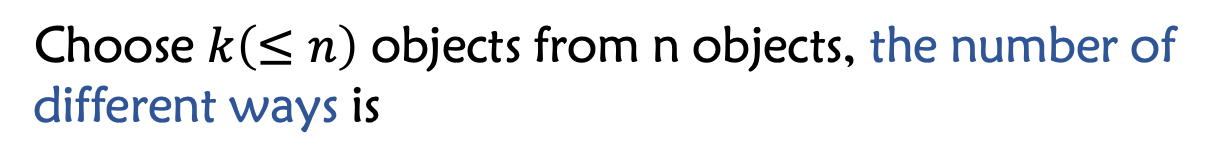 Choose k(≤ n) objects from n objects, the number of
different ways is